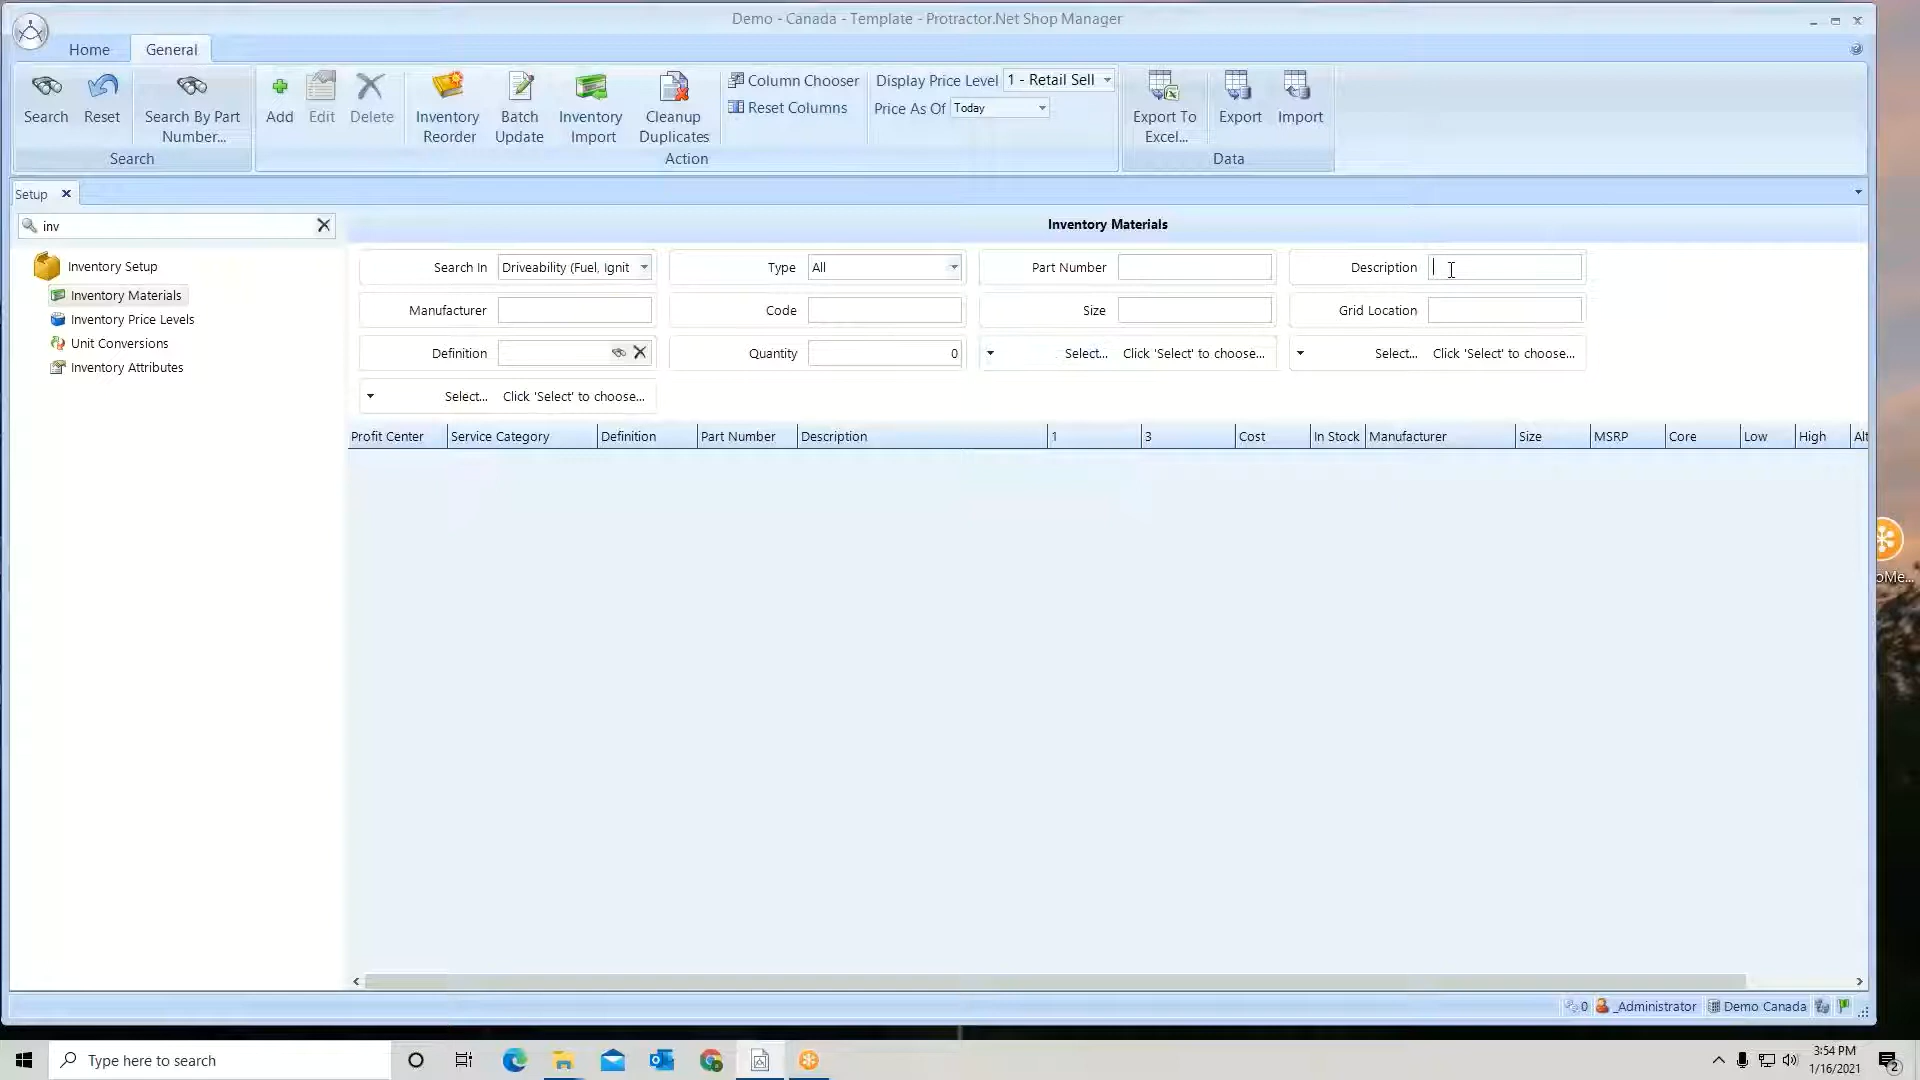 Demo - Canada - Template - Protractor.Net Shop Manager
Home General
Search Reset Search By Part Number... Add Edit Delete Inventory Reorder Batch Update Inventory Import Cleanup Duplicates
Column Chooser Display Price Level 1 - Retail Sell
Reset Columns Price As Of Today
Export To Excel... Export Import
Search Action Data
Setup
inv
Inventory Setup
Inventory Materials
Inventory Price Levels
Unit Conversions
Inventory Attributes
Inventory Materials
Search In Driveability (Fuel, Ignit Type All Part Number Description
Manufacturer Code Size Grid Location
Definition Quantity 0 Select... Click 'Select' to choose... Select... Click 'Select' to choose...
Select... Click 'Select' to choose...
Profit Center Service Category Definition Part Number Description 1 3 Cost In Stock Manufacturer Size MSRP Core Low High Alt
oMe...
0 _Administrator Demo Canada
Type here to search
3:54 PM
1/16/2021
2